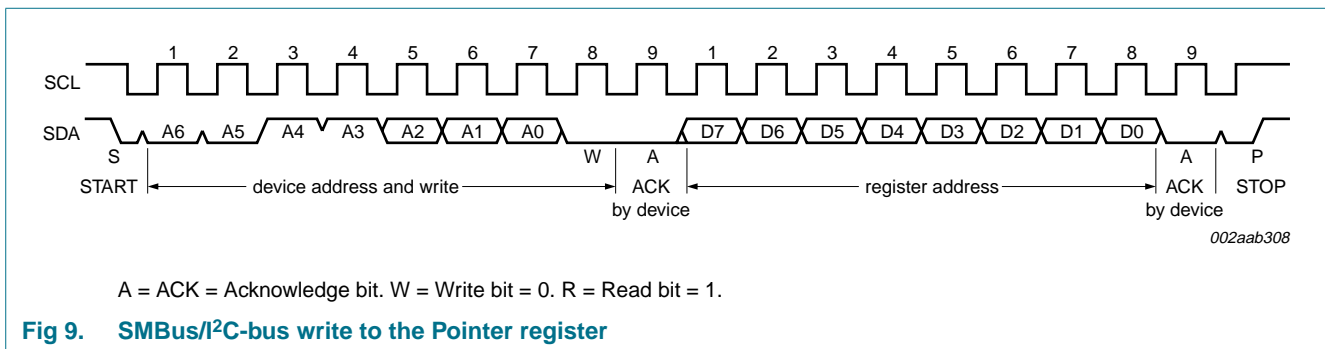 1 2 3 4 5 6 7 8 9 1 2 3 4 5 6 7 8 9
SCL
SDA A6 A5 A4 A3 A2 A1 A0 D7 D6 D5 D4 D3 D2 D1 D0
S W A A P
START device address and write ACK register address ACK STOP
by device by device
002aab308
A = ACK = Acknowledge bit. W = Write bit = 0. R = Read bit = 1.
Fig 9. SMBus/I²C-bus write to the Pointer register